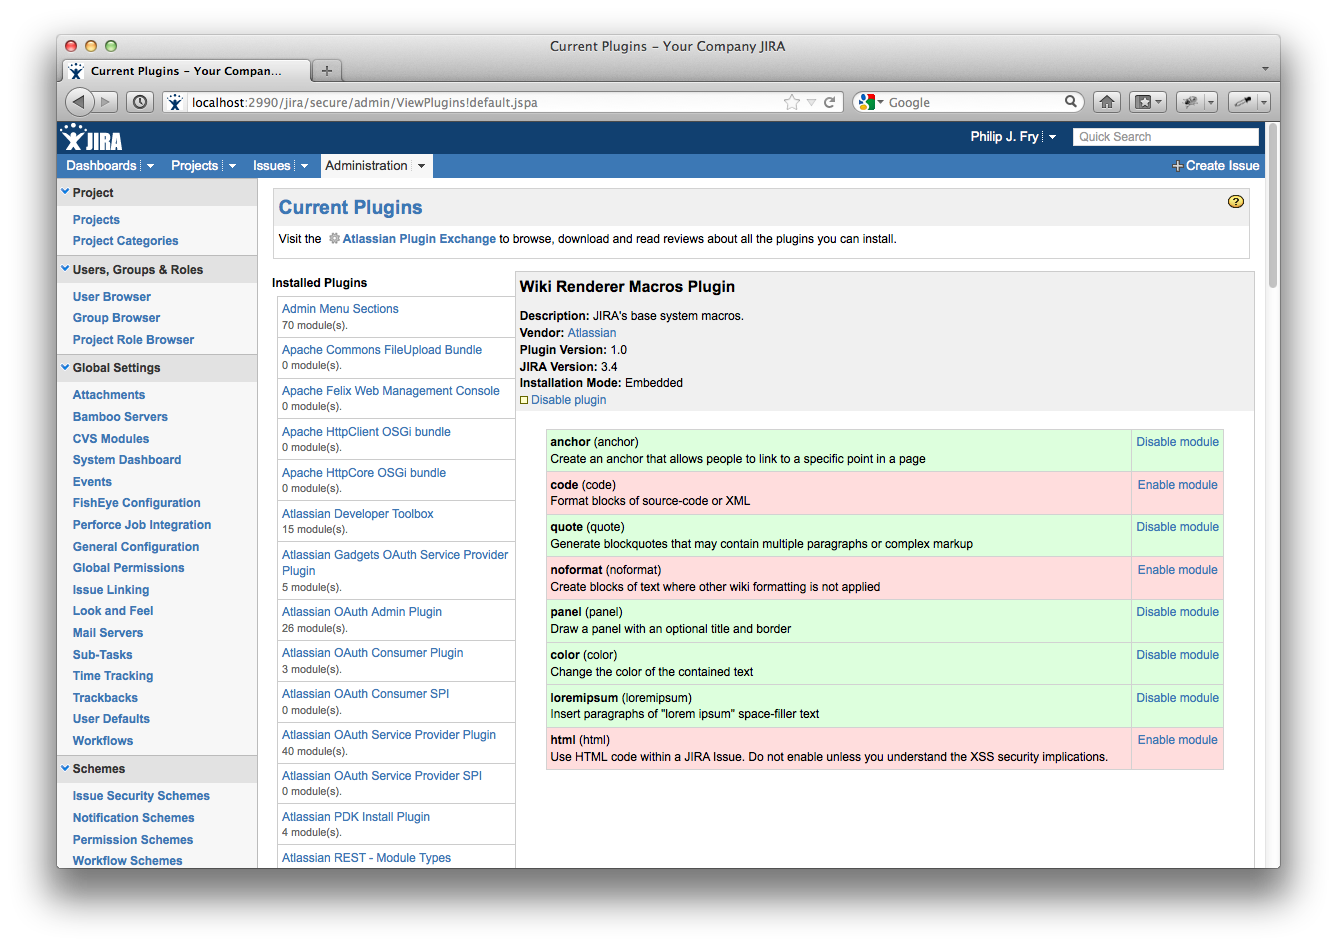 Current Plugins – Your Company JIRA
Current Plugins – Your Compan...
localhost:2990/jira/secure/admin/ViewPlugins!default.jspa
Google
JIRA
Philip J. Fry
Quick Search
Dashboards Projects Issues Administration
+ Create Issue
Project
Projects
Project Categories
Users, Groups & Roles
User Browser
Group Browser
Project Role Browser
Global Settings
Attachments
Bamboo Servers
CVS Modules
System Dashboard
Events
FishEye Configuration
Perforce Job Integration
General Configuration
Global Permissions
Issue Linking
Look and Feel
Mail Servers
Sub-Tasks
Time Tracking
Trackbacks
User Defaults
Workflows
Schemes
Issue Security Schemes
Notification Schemes
Permission Schemes
Workflow Schemes
Current Plugins
?
Visit the Atlassian Plugin Exchange to browse, download and read reviews about all the plugins you can install.
Installed Plugins
Admin Menu Sections
70 module(s).
Apache Commons FileUpload Bundle
0 module(s).
Apache Felix Web Management Console
0 module(s).
Apache HttpClient OSGi bundle
0 module(s).
Apache HttpCore OSGi bundle
0 module(s).
Atlassian Developer Toolbox
15 module(s).
Atlassian Gadgets OAuth Service Provider
Plugin
5 module(s).
Atlassian OAuth Admin Plugin
26 module(s).
Atlassian OAuth Consumer Plugin
3 module(s).
Atlassian OAuth Consumer SPI
0 module(s).
Atlassian OAuth Service Provider Plugin
40 module(s).
Atlassian OAuth Service Provider SPI
0 module(s).
Atlassian PDK Install Plugin
4 module(s).
Atlassian REST - Module Types
Wiki Renderer Macros Plugin
Description: JIRA's base system macros.
Vendor: Atlassian
Plugin Version: 1.0
JIRA Version: 3.4
Installation Mode: Embedded
Disable plugin
anchor (anchor)
Create an anchor that allows people to link to a specific point in a page
Disable module
code (code)
Format blocks of source-code or XML
Enable module
quote (quote)
Generate blockquotes that may contain multiple paragraphs or complex markup
Disable module
noformat (noformat)
Create blocks of text where other wiki formatting is not applied
Enable module
panel (panel)
Draw a panel with an optional title and border
Disable module
color (color)
Change the color of the contained text
Disable module
loremipsum (loremipsum)
Insert paragraphs of "lorem ipsum" space-filler text
Disable module
html (html)
Use HTML code within a JIRA Issue. Do not enable unless you understand the XSS security implications.
Enable module